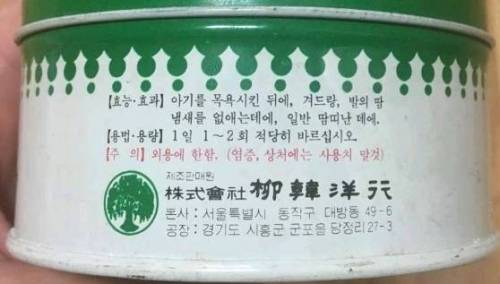 【효능·효과】 아기를 목욕시킨 뒤에, 겨드랑, 발의 땀
냄새를 없애는데에, 일반 땀띠난 데에.
【용법·용량】 1일 1～2회 적당히 바르십시오.
【주 의】 외용에 한함. (염증, 상처에는 사용치 말것)
제조판매원
株式會社 柳韓洋行
본사: 서울특별시 동작구 대방동 49-6
공장: 경기도 시흥군 군포읍 당정리 27-3